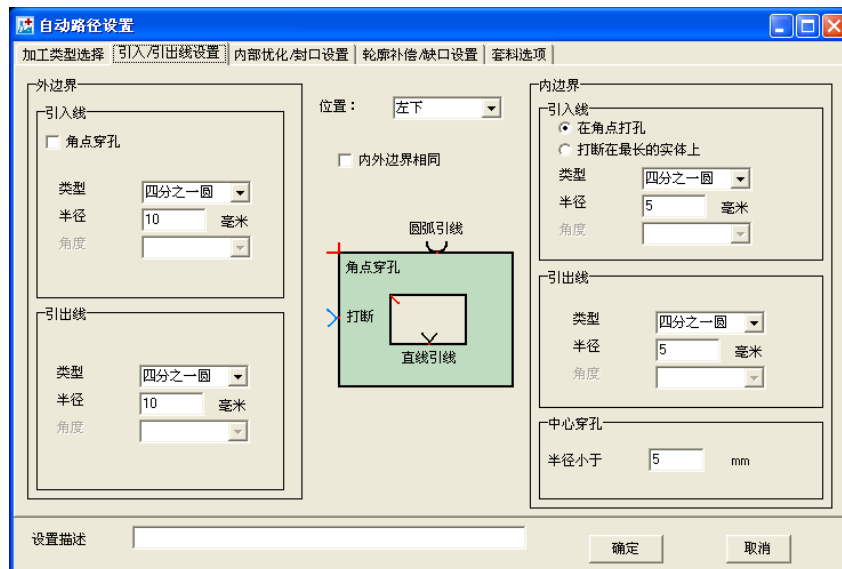 自动路径设置
加工类型选择 引入/引出线设置 内部优化/封口设置 轮廓补偿/缺口设置 套料选项
外边界
引入线
角点穿孔
类型 四分之一圆
半径 10 毫米
角度
引出线
类型 四分之一圆
半径 10 毫米
角度
位置： 左下
内外边界相同
圆弧引线
角点穿孔
打断
直线引线
内边界
引入线
在角点打孔
打断在最长的实体上
类型 四分之一圆
半径 5 毫米
角度
引出线
类型 四分之一圆
半径 5 毫米
角度
中心穿孔
半径小于 5 mm
设置描述
确定 取消